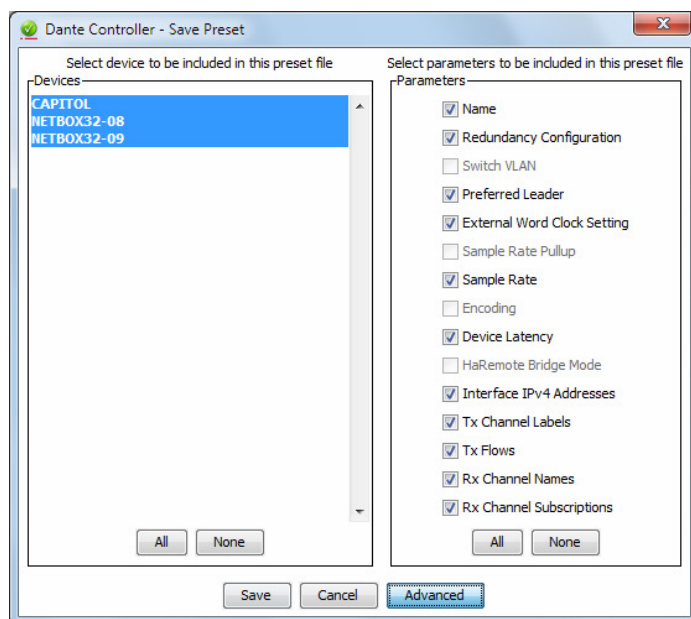 Dante Controller - Save Preset
Select device to be included in this preset file
Devices
CAPITOL
NETBOX32-08
NETBOX32-09
All
None
Select parameters to be included in this preset file
Parameters
Name
Redundancy Configuration
Switch VLAN
Preferred Leader
External Word Clock Setting
Sample Rate Pullup
Sample Rate
Encoding
Device Latency
HaRemote Bridge Mode
Interface IPv4 Addresses
Tx Channel Labels
Tx Flows
Rx Channel Names
Rx Channel Subscriptions
All
None
Save
Cancel
Advanced